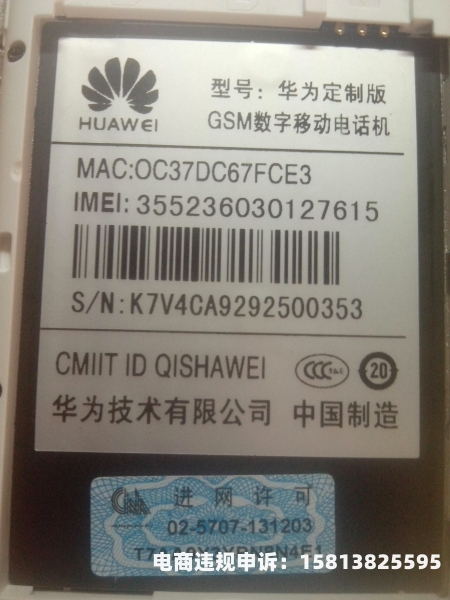 HUAWEI
型号：华为定制版
GSM数字移动电话机
MAC:OC37DC67FCE3
IMEI: 355236030127615
S/N:K7V4CA9292500353
CMIIT ID QISHAWEI
CCC S&E
20
华为技术有限公司 中国制造
进网许可
02-5707-131203
电商违规申诉：15813825595